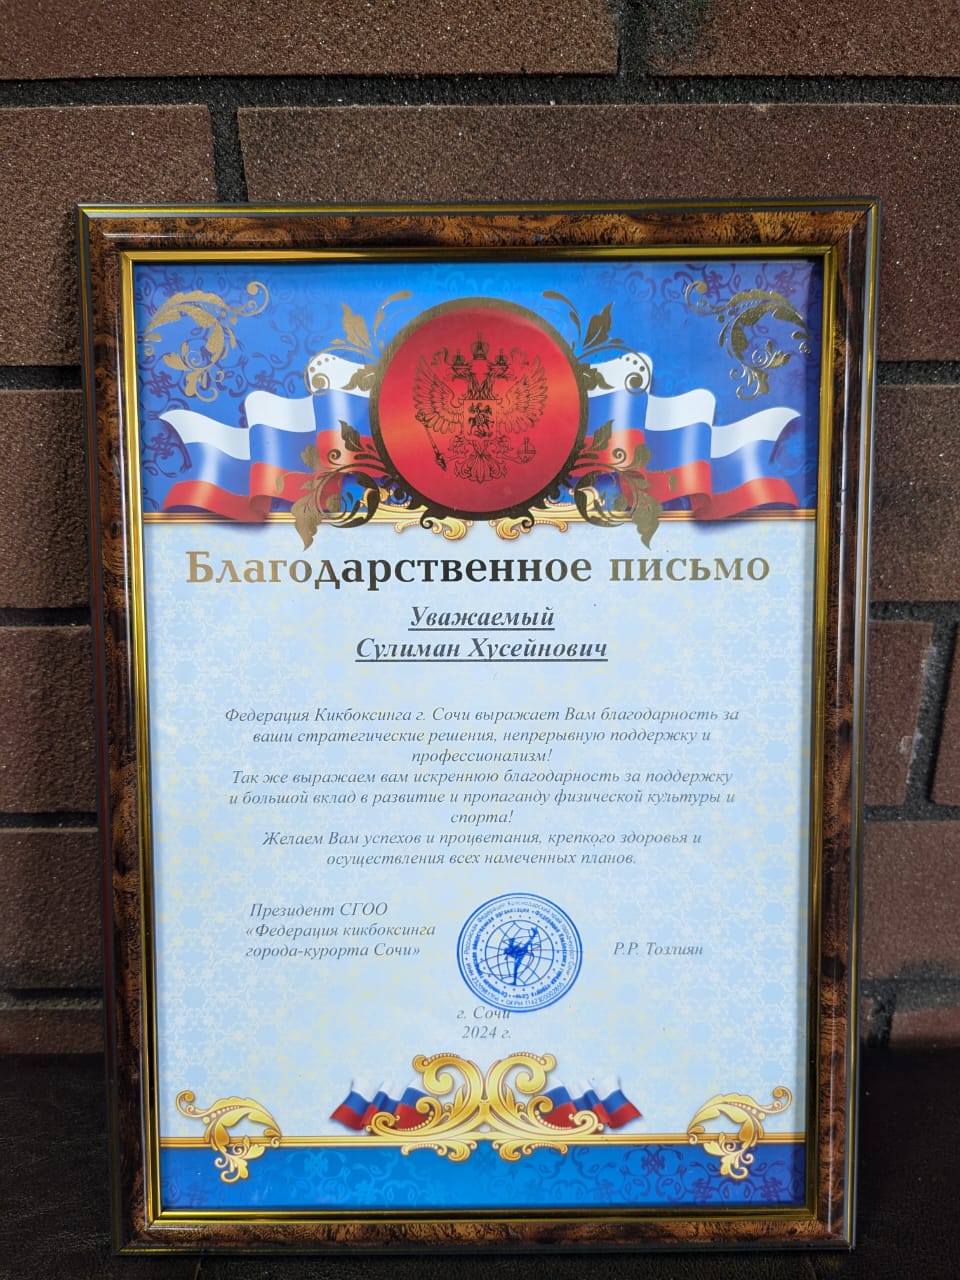 Благодарственное письмо
Уважаемый
Сулиман Хусейнович
Федерация Кикбоксинга г. Сочи выражает Вам благодарность за
ваши стратегические решения, непрерывную поддержку и
профессионализм!
Так же выражаем вам искреннюю благодарность за поддержку
и большой вклад в развитие и пропаганду физической культуры и
спорта!
Желаем Вам успехов и процветания, крепкого здоровья и
осуществления всех намеченных планов.
Президент СГОО
«Федерация кикбоксинга
города-курорта Сочи»
Р.Р. Тозлиян
г. Сочи
2024 г.